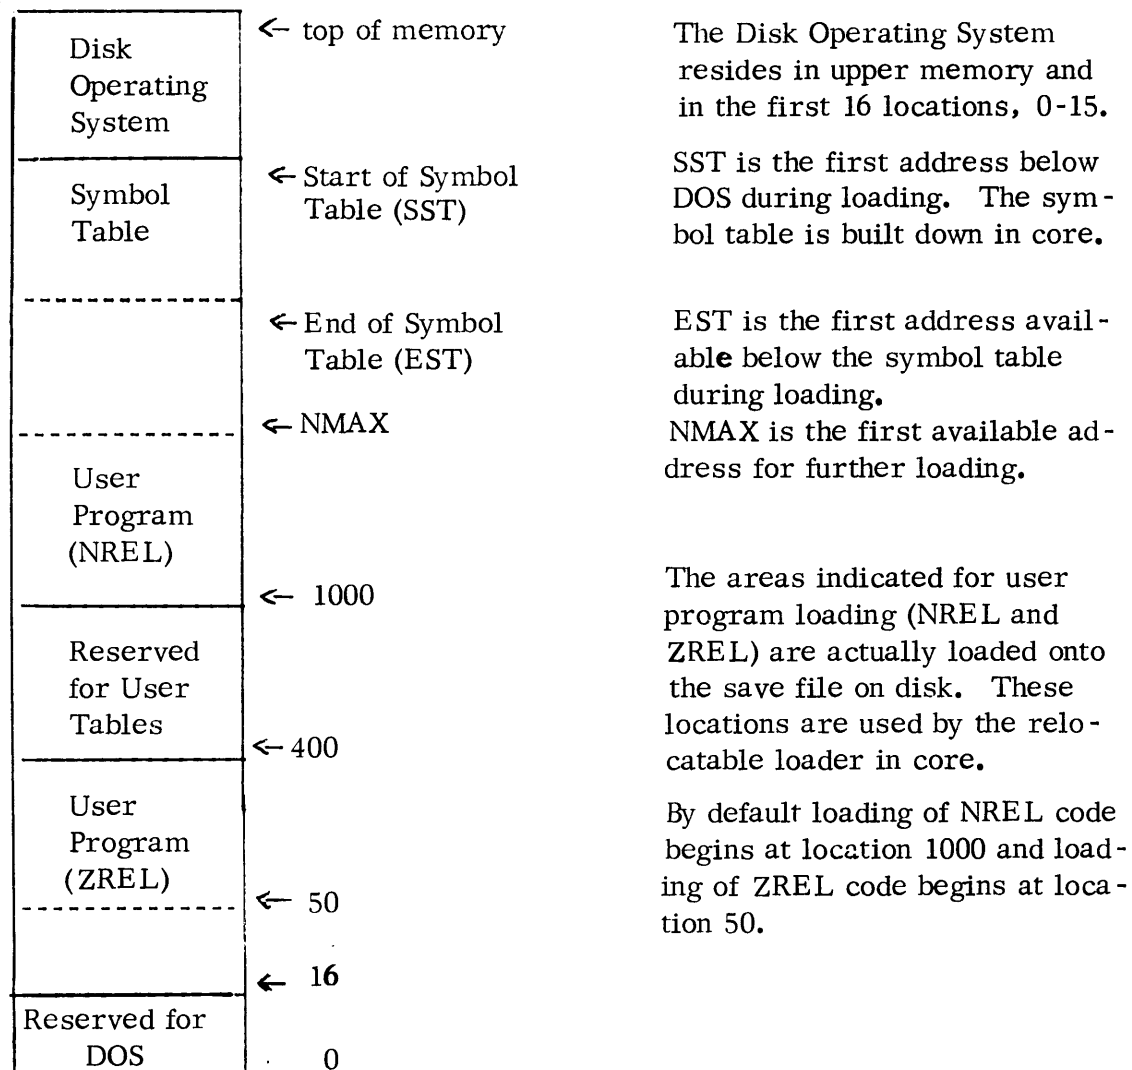 Disk
Operating
System
← top of memory
The Disk Operating System
resides in upper memory and
in the first 16 locations, 0-15.
Symbol
Table
← Start of Symbol
Table (SST)
SST is the first address below
DOS during loading. The sym-
bol table is built down in core.
← End of Symbol
Table (EST)
EST is the first address avail-
able below the symbol table
during loading.
← NMAX
NMAX is the first available ad-
dress for further loading.
User
Program
(NREL)
← 1000
The areas indicated for user
program loading (NREL and
ZREL) are actually loaded onto
the save file on disk. These
locations are used by the relo-
catable loader in core.
Reserved
for User
Tables
← 400
User
Program
(ZREL)
← 50
By default loading of NREL code
begins at location 1000 and load-
ing of ZREL code begins at loca-
tion 50.
← 16
Reserved for
DOS
0